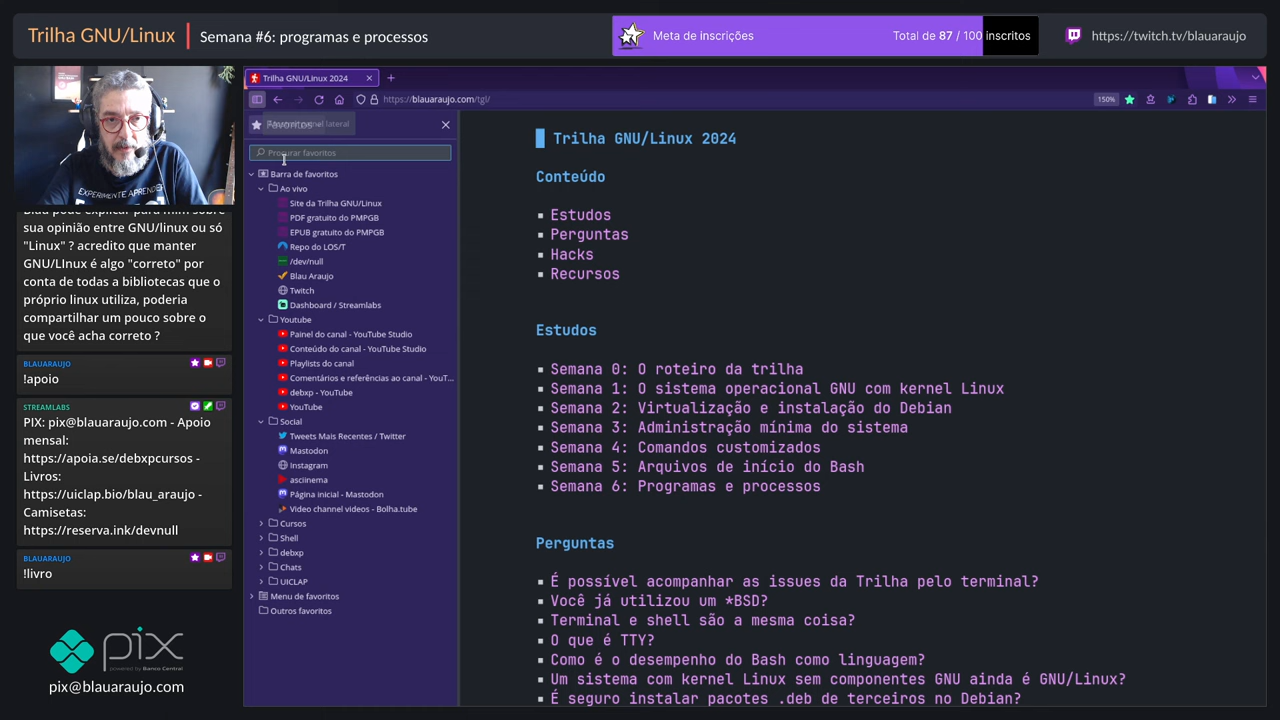 Trilha GNU/Linux
Semana #6: programas e processos
Meta de inscrições
Total de 87 / 100 inscritos
https://twitch.tv/blauaraujo
EXPERIMENTE APRENDE
sua opinião entre GNU/linux ou só
"Linux" ? acredito que manter
GNU/LInux é algo "correto" por
conta de todas a bibliotecas que o
próprio linux utiliza, poderia
compartilhar um pouco sobre o
que você acha correto ?
BLAUARAUJO
!apoio
STREAMLABS
PIX: pix@blauaraujo.com - Apoio
mensal:
https://apoia.se/debxpcursos -
Livros:
https://uiclap.bio/blau_araujo -
Camisetas:
https://reserva.ink/devnull
BLAUARAUJO
!livro
pix
powered by Banco Central
pix@blauaraujo.com
Trilha GNU/Linux 2024
https://blauaraujo.com/tgl/
150%
painel lateral
Procurar favoritos
Barra de favoritos
Ao vivo
Site da Trilha GNU/Linux
PDF gratuito do PMPGB
EPUB gratuito do PMPGB
Repo do LOS/T
/dev/null
Blau Araujo
Twitch
Dashboard / Streamlabs
Youtube
Painel do canal - YouTube Studio
Conteúdo do canal - YouTube Studio
Playlists do canal
Comentários e referências ao canal - YouT...
debxp - YouTube
YouTube
Social
Tweets Mais Recentes / Twitter
Mastodon
Instagram
asciinema
Página inicial - Mastodon
Video channel videos - Bolha.tube
Cursos
Shell
debxp
Chats
UICLAP
Menu de favoritos
Outros favoritos
Trilha GNU/Linux 2024
Conteúdo
Estudos
Perguntas
Hacks
Recursos
Estudos
Semana 0: O roteiro da trilha
Semana 1: O sistema operacional GNU com kernel Linux
Semana 2: Virtualização e instalação do Debian
Semana 3: Administração mínima do sistema
Semana 4: Comandos customizados
Semana 5: Arquivos de início do Bash
Semana 6: Programas e processos
Perguntas
É possível acompanhar as issues da Trilha pelo terminal?
Você já utilizou um *BSD?
Terminal e shell são a mesma coisa?
O que é TTY?
Como é o desempenho do Bash como linguagem?
Um sistema com kernel Linux sem componentes GNU ainda é GNU/Linux?
É seguro instalar pacotes .deb de terceiros no Debian?